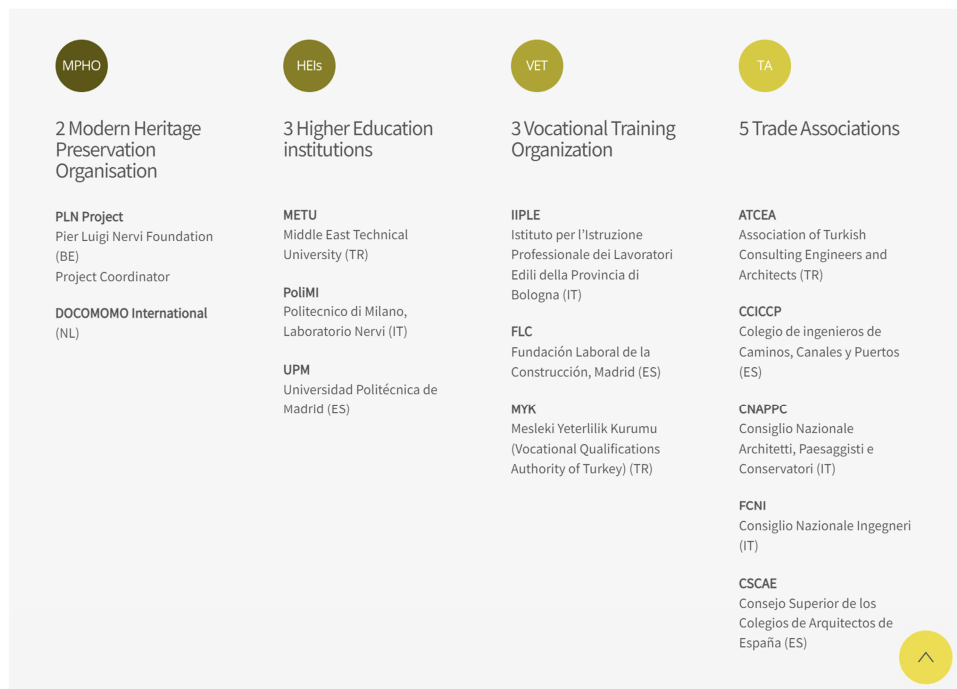 MPHO
2 Modern Heritage
Preservation
Organisation
PLN Project
Pier Luigi Nervi Foundation
(BE)
Project Coordinator
DOCOMOMO International
(NL)
HEIs
3 Higher Education
institutions
METU
Middle East Technical
University (TR)
PoliMI
Politecnico di Milano,
Laboratorio Nervi (IT)
UPM
Universidad Politécnica de
Madrid (ES)
VET
3 Vocational Training
Organization
IIPLE
Istituto per l'Istruzione
Professionale dei Lavoratori
Edili della Provincia di
Bologna (IT)
FLC
Fundación Laboral de la
Construcción, Madrid (ES)
MYK
Mesleki Yeterlilik Kurumu
(Vocational Qualifications
Authority of Turkey) (TR)
TA
5 Trade Associations
ATCEA
Association of Turkish
Consulting Engineers and
Architects (TR)
CCICCP
Colegio de ingenieros de
Caminos, Canales y Puertos
(ES)
CNAPPC
Consiglio Nazionale
Architetti, Paesaggisti e
Conservatori (IT)
FCNI
Consiglio Nazionale Ingegneri
(IT)
CSCAE
Consejo Superior de los
Colegios de Arquitectos de
España (ES)